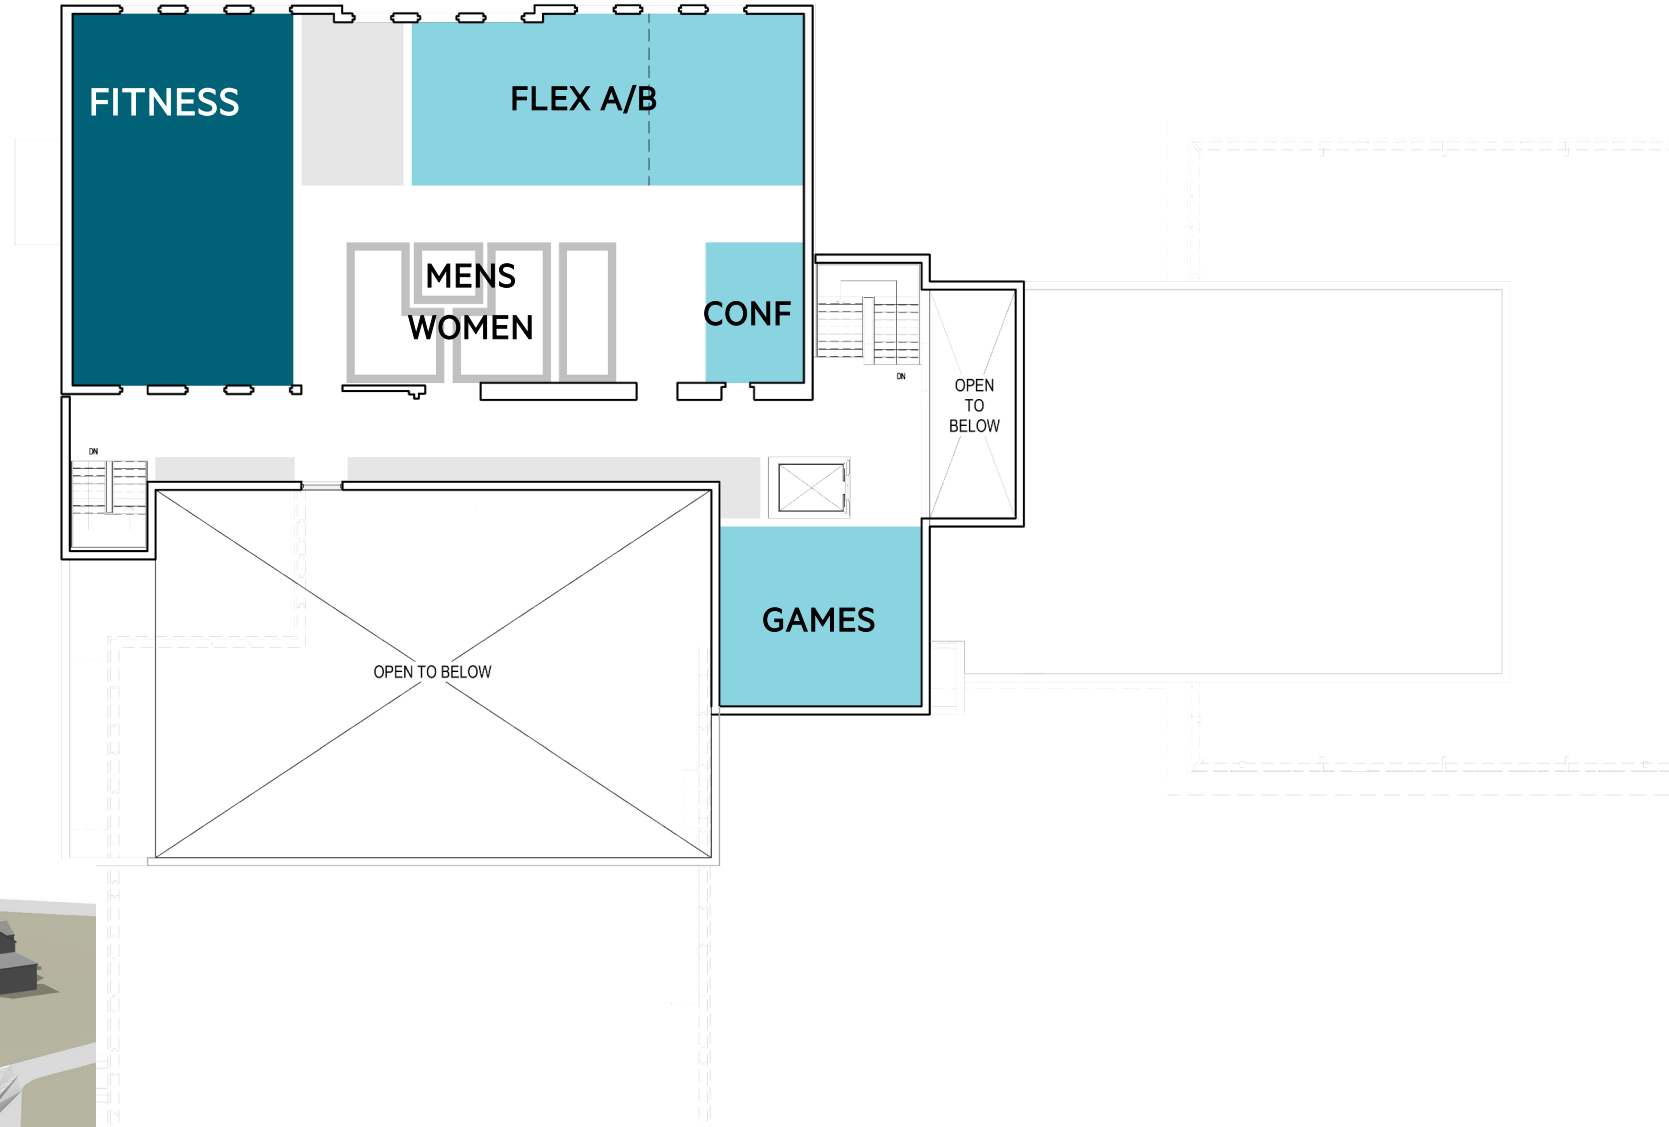 FITNESS
FLEX A/B
MENS
WOMEN
CONF
DN
OPEN
TO
BELOW
DN
OPEN TO BELOW
GAMES